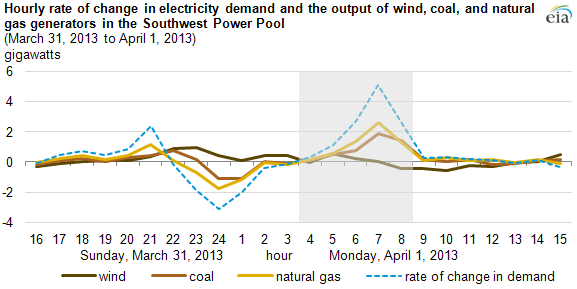 Hourly rate of change in electricity demand and the output of wind, coal, and natural
gas generators in the Southwest Power Pool
(March 31, 2013 to April 1, 2013)
gigawatts
eia
6
4
2
0
-2
-4
16 17 18 19 20 21 22 23 24 1 2 3 4 5 6 7 8 9 10 11 12 13 14 15
Sunday, March 31, 2013 hour Monday, April 1, 2013
wind coal natural gas rate of change in demand